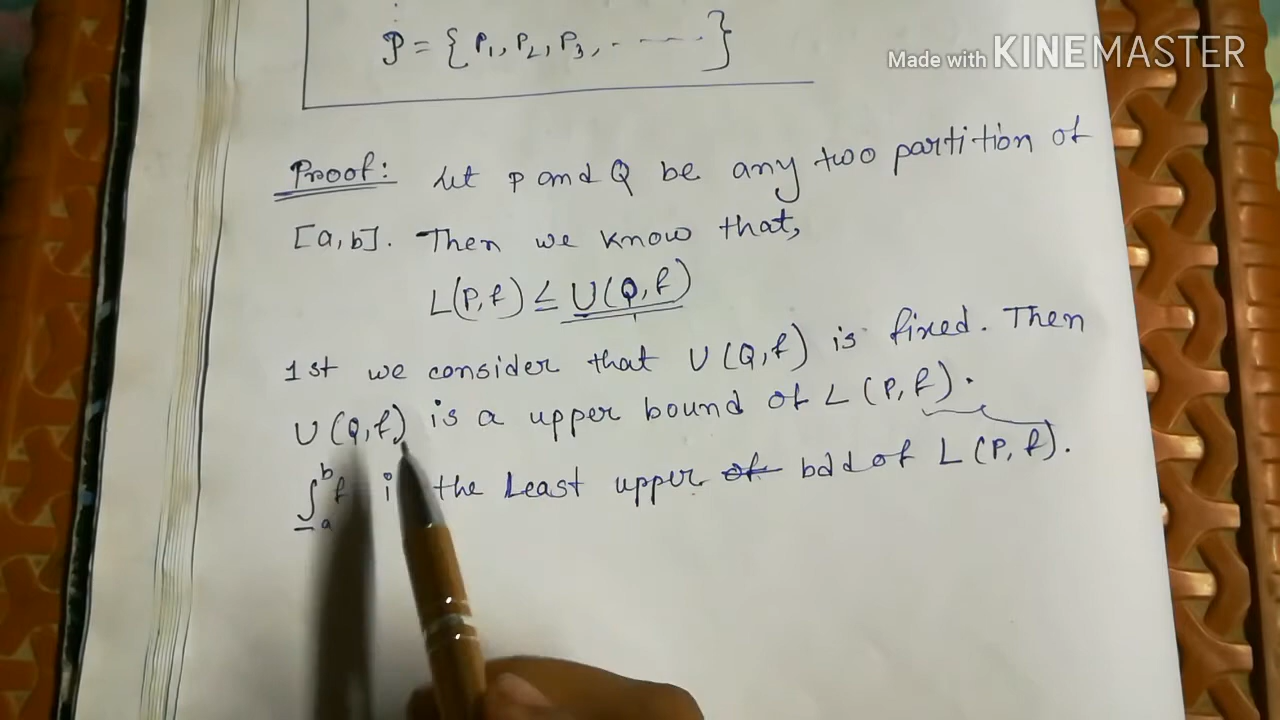 Made with KINEMASTER
P = { P1, P2, P3, ........ }
Proof: Let P and Q be any two partition of
[a, b]. Then we know that,
L(P, f) ≤ U(Q, f)
1st we consider that U(Q, f) is fixed. Then
U(Q, f) is a upper bound of L(P, f).
∫_a^b f the Least upper of bdd of L(P, f).